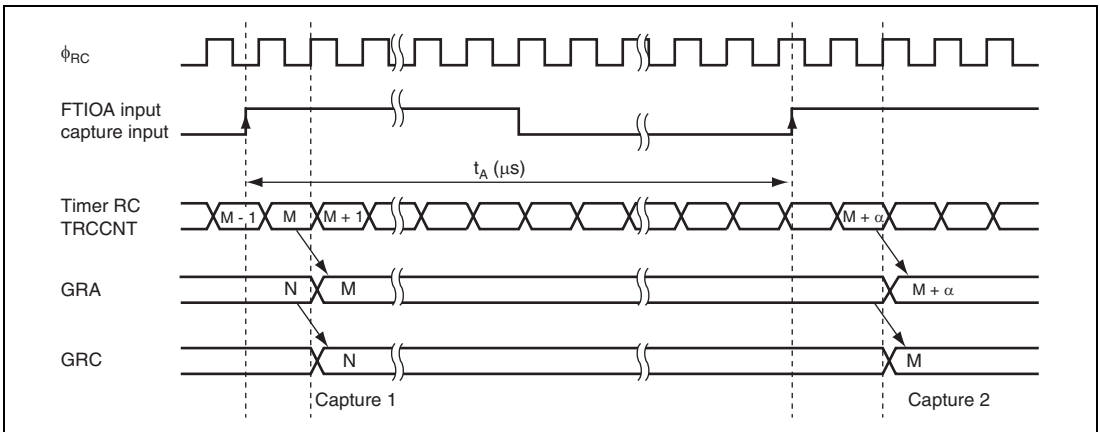 ϕRC
FTIOA input
capture input
tA (μs)
Timer RC
TRCCNT
M - 1
M
M + 1
M + α
GRA
N
M
M + α
GRC
N
M
Capture 1
Capture 2